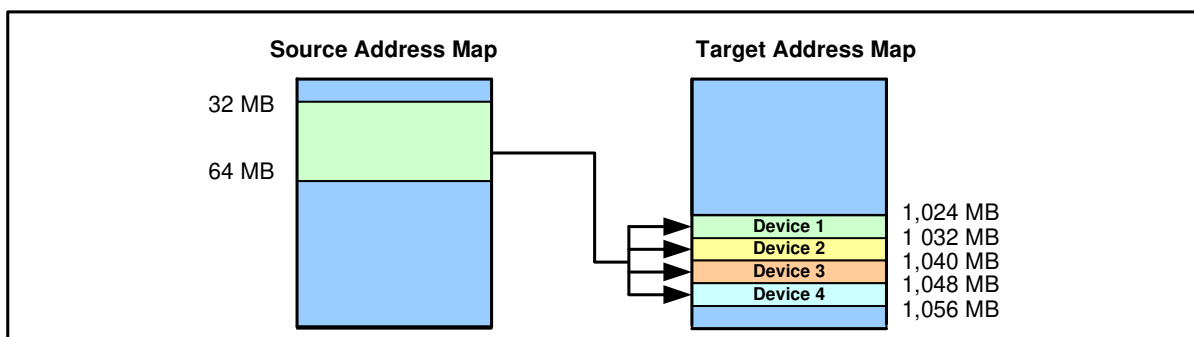 Source Address Map
Target Address Map
32 MB
64 MB
1,024 MB
Device 1
1 032 MB
Device 2
1,040 MB
Device 3
1,048 MB
Device 4
1,056 MB